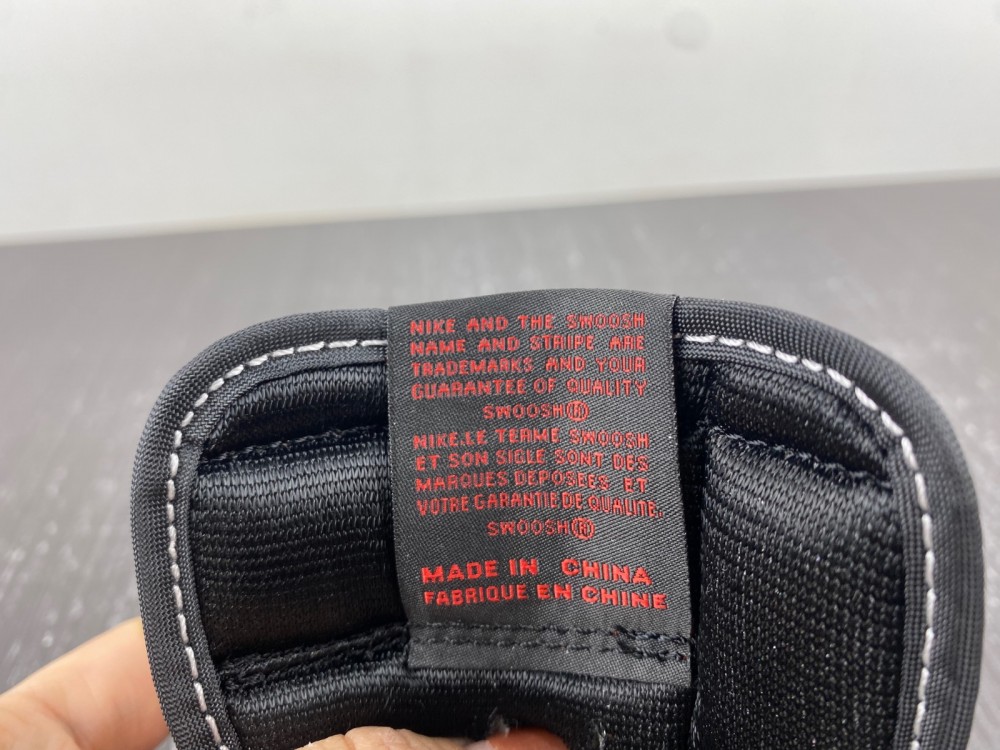 NIKE AND THE SWOOSH
NAME AND STRIPE ARE
TRADEMARKS AND YOUR
GUARANTEE OF QUALITY
SWOOSH®
NIKE.LE TERME SWOOSH
ET SON SIGLE SONT DES
MARQUES DEPOSEES ET
VOTRE GARANTIE DE QUALITE.
SWOOSH®
MADE IN CHINA
FABRIQUE EN CHINE